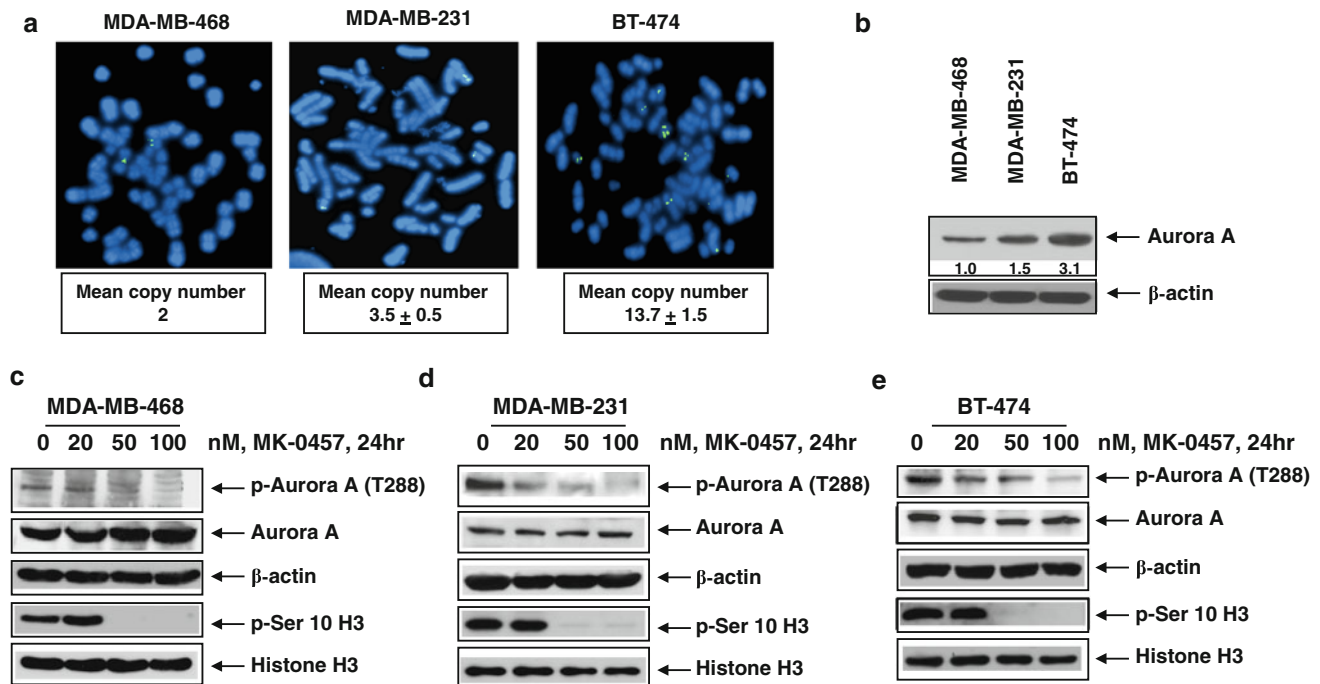 a
MDA-MB-468
MDA-MB-231
BT-474
Mean copy number
2
Mean copy number
3.5 ± 0.5
Mean copy number
13.7 ± 1.5
b
MDA-MB-468
MDA-MB-231
BT-474
Aurora A
1.0 1.5 3.1
β-actin
c
MDA-MB-468
0 20 50 100 nM, MK-0457, 24hr
p-Aurora A (T288)
Aurora A
β-actin
p-Ser 10 H3
Histone H3
d
MDA-MB-231
0 20 50 100 nM, MK-0457, 24hr
p-Aurora A (T288)
Aurora A
β-actin
p-Ser 10 H3
Histone H3
e
BT-474
0 20 50 100 nM, MK-0457, 24hr
p-Aurora A (T288)
Aurora A
β-actin
p-Ser 10 H3
Histone H3